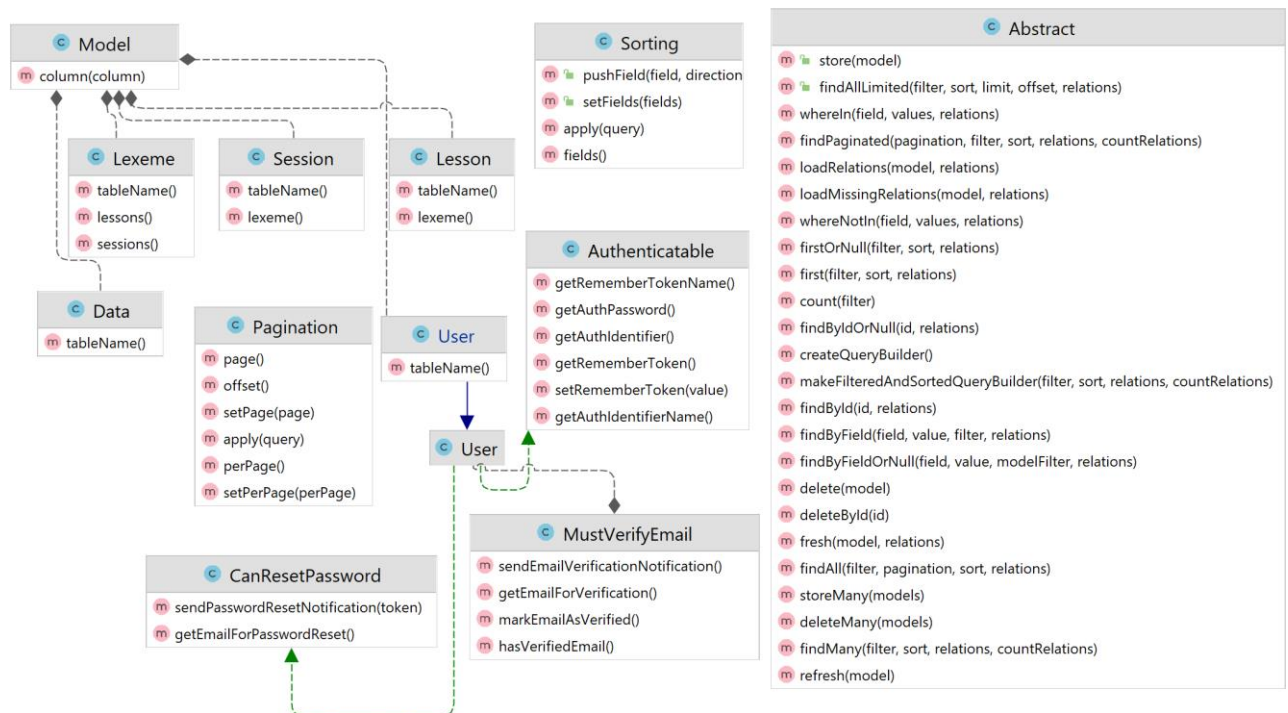 Model
column(column)
Sorting
pushField(field, direction
setFields(fields)
apply(query)
fields()
Abstract
store(model)
findAllLimited(filter, sort, limit, offset, relations)
whereIn(field, values, relations)
findPaginated(pagination, filter, sort, relations, countRelations)
loadRelations(model, relations)
loadMissingRelations(model, relations)
whereNotIn(field, values, relations)
firstOrNull(filter, sort, relations)
first(filter, sort, relations)
count(filter)
findByIdOrNull(id, relations)
createQueryBuilder()
makeFilteredAndSortedQueryBuilder(filter, sort, relations, countRelations)
findById(id, relations)
findByField(field, value, filter, relations)
findByFieldOrNull(field, value, modelFilter, relations)
delete(model)
deleteById(id)
fresh(model, relations)
findAll(filter, pagination, sort, relations)
storeMany(models)
deleteMany(models)
findMany(filter, sort, relations, countRelations)
refresh(model)
Lexeme
tableName()
lessons()
sessions()
Session
tableName()
lexeme()
Lesson
tableName()
lexeme()
Authenticatable
getRememberTokenName()
getAuthPassword()
getAuthIdentifier()
getRememberToken()
setRememberToken(value)
getAuthIdentifierName()
Data
tableName()
Pagination
page()
offset()
setPage(page)
apply(query)
perPage()
setPerPage(perPage)
User
tableName()
User
MustVerifyEmail
sendEmailVerificationNotification()
getEmailForVerification()
markEmailAsVerified()
hasVerifiedEmail()
CanResetPassword
sendPasswordResetNotification(token)
getEmailForPasswordReset()